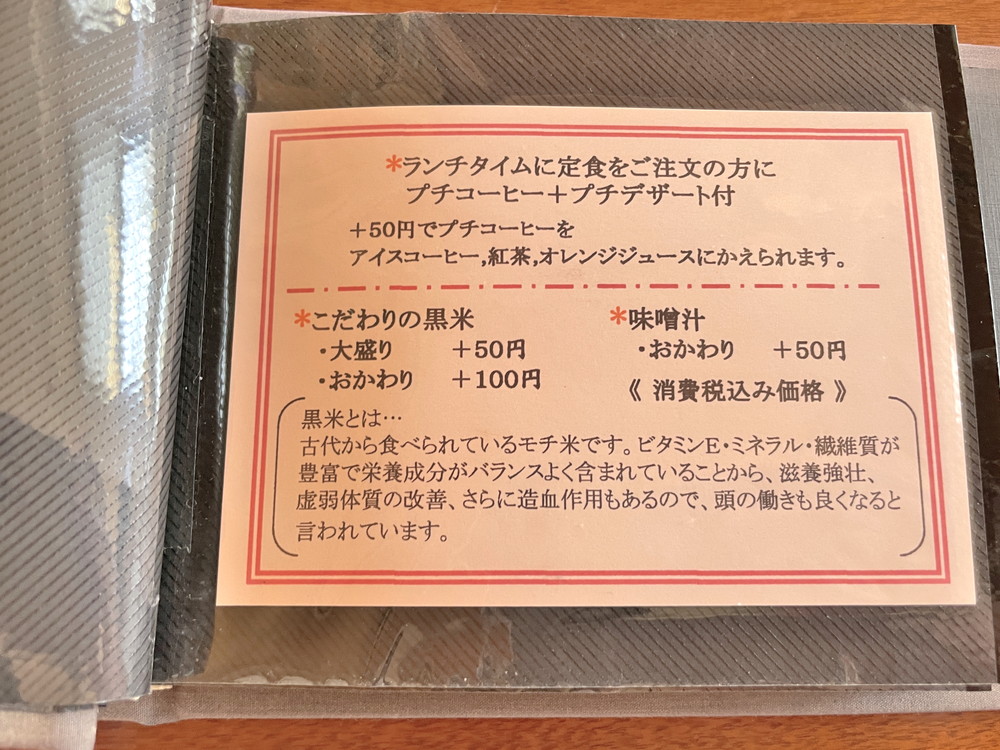 *ランチタイムに定食をご注文の方に
プチコーヒー+プチデザート付
+50円でプチコーヒーを
アイスコーヒー,紅茶,オレンジジュースにかえられます。
*こだわりの黒米
・大盛り +50円
・おかわり +100円
*味噌汁
・おかわり +50円
《 消費税込み価格 》
黒米とは…
古代から食べられているモチ米です。ビタミンE・ミネラル・繊維質が
豊富で栄養成分がバランスよく含まれていることから、滋養強壮、
虚弱体質の改善、さらに造血作用もあるので、頭の働きも良くなると
言われています。